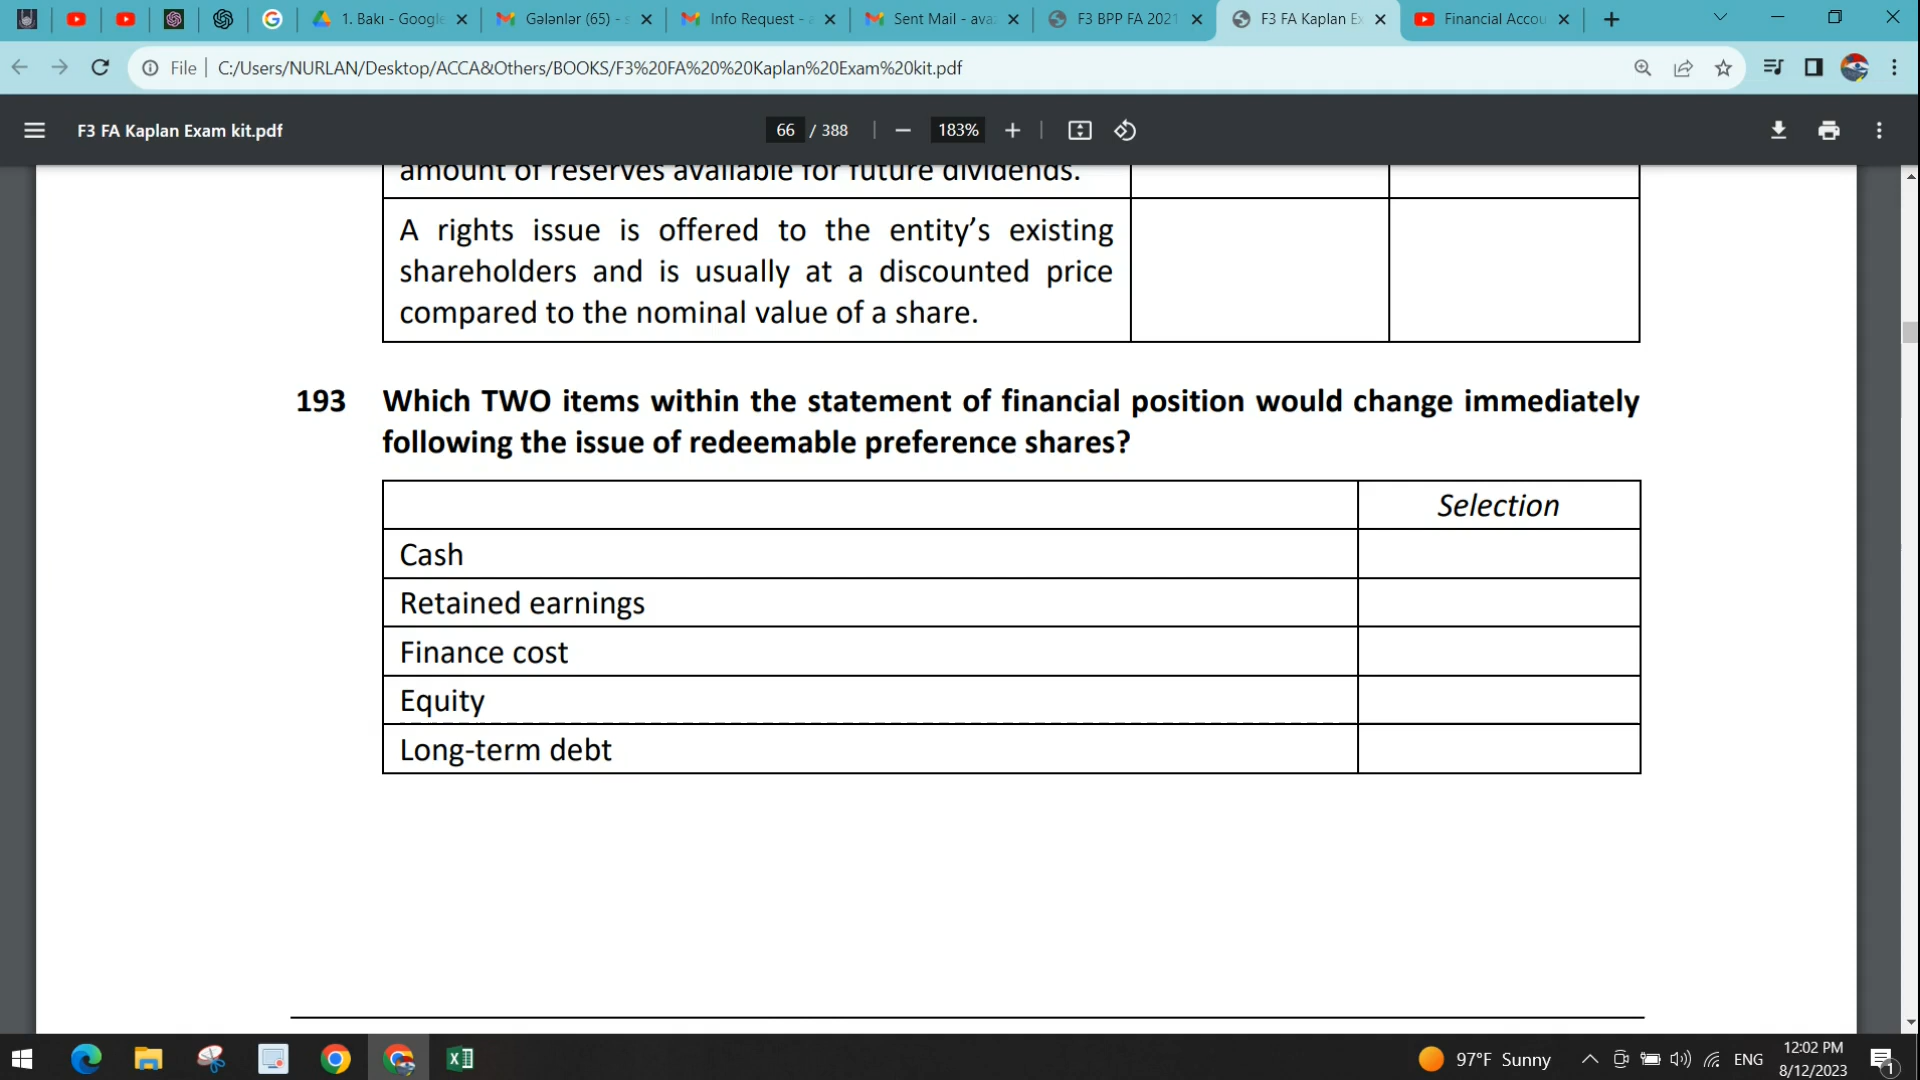 1. Bakı - Google
Gələnlər (65) - s
Info Request - a
Sent Mail - ava
F3 BPP FA 2021
F3 FA Kaplan Ex
Financial Accou
File
C:/Users/NURLAN/Desktop/ACCA&Others/BOOKS/F3%20FA%20%20Kaplan%20Exam%20kit.pdf
F3 FA Kaplan Exam kit.pdf
66 / 388
183%
amount of reserves available for future dividends.
A rights issue is offered to the entity’s existing
shareholders and is usually at a discounted price
compared to the nominal value of a share.
193 Which TWO items within the statement of financial position would change immediately
following the issue of redeemable preference shares?
Selection
Cash
Retained earnings
Finance cost
Equity
Long-term debt
97°F Sunny
ENG
12:02 PM
8/12/2023
1